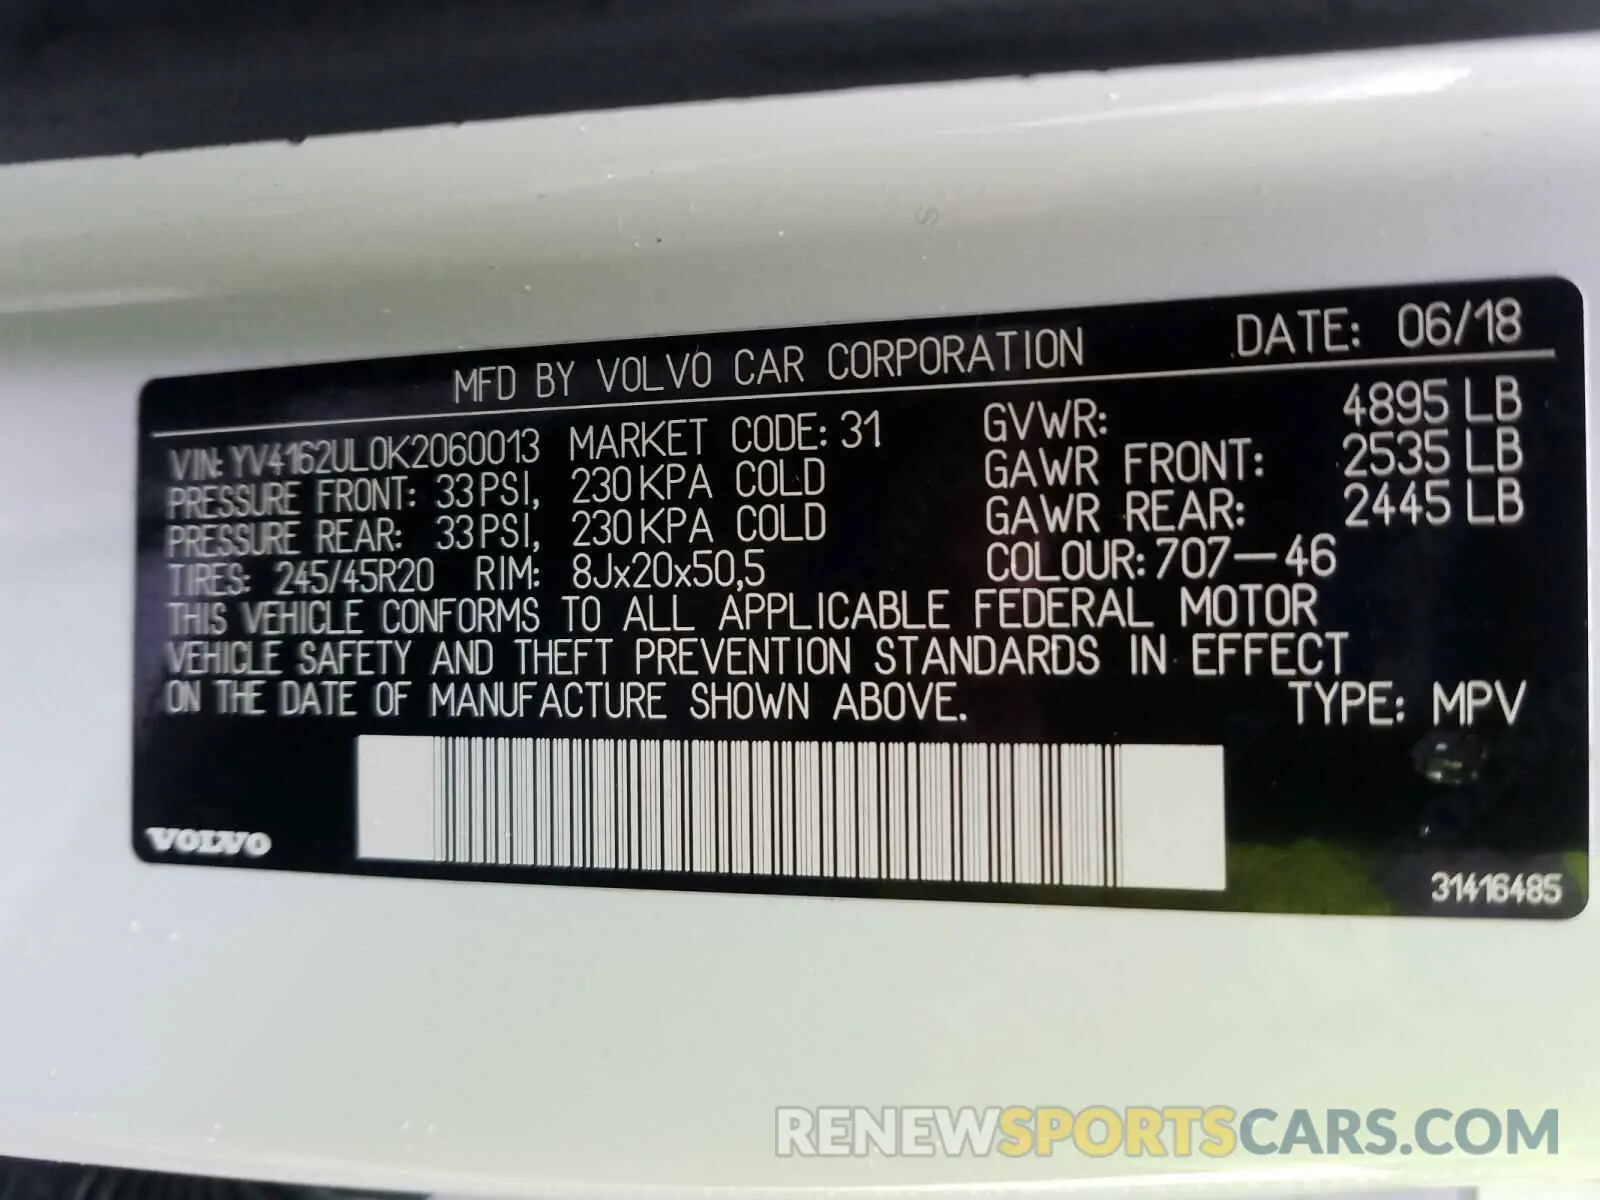 MFD BY VOLVO CAR CORPORATION DATE: 06/18
VIN: YV4162UL0K2060013 MARKET CODE: 31 GVWR: 4895 LB
PRESSURE FRONT: 33 PSI, 230 KPA COLD GAWR FRONT: 2535 LB
PRESSURE REAR: 33 PSI, 230 KPA COLD GAWR REAR: 2445 LB
TIRES: 245/45R20 RIM: 8Jx20x50,5 COLOUR: 707-46
THIS VEHICLE CONFORMS TO ALL APPLICABLE FEDERAL MOTOR
VEHICLE SAFETY AND THEFT PREVENTION STANDARDS IN EFFECT
ON THE DATE OF MANUFACTURE SHOWN ABOVE. TYPE: MPV
VOLVO
31416485
RENEWSPORTSCARS.COM